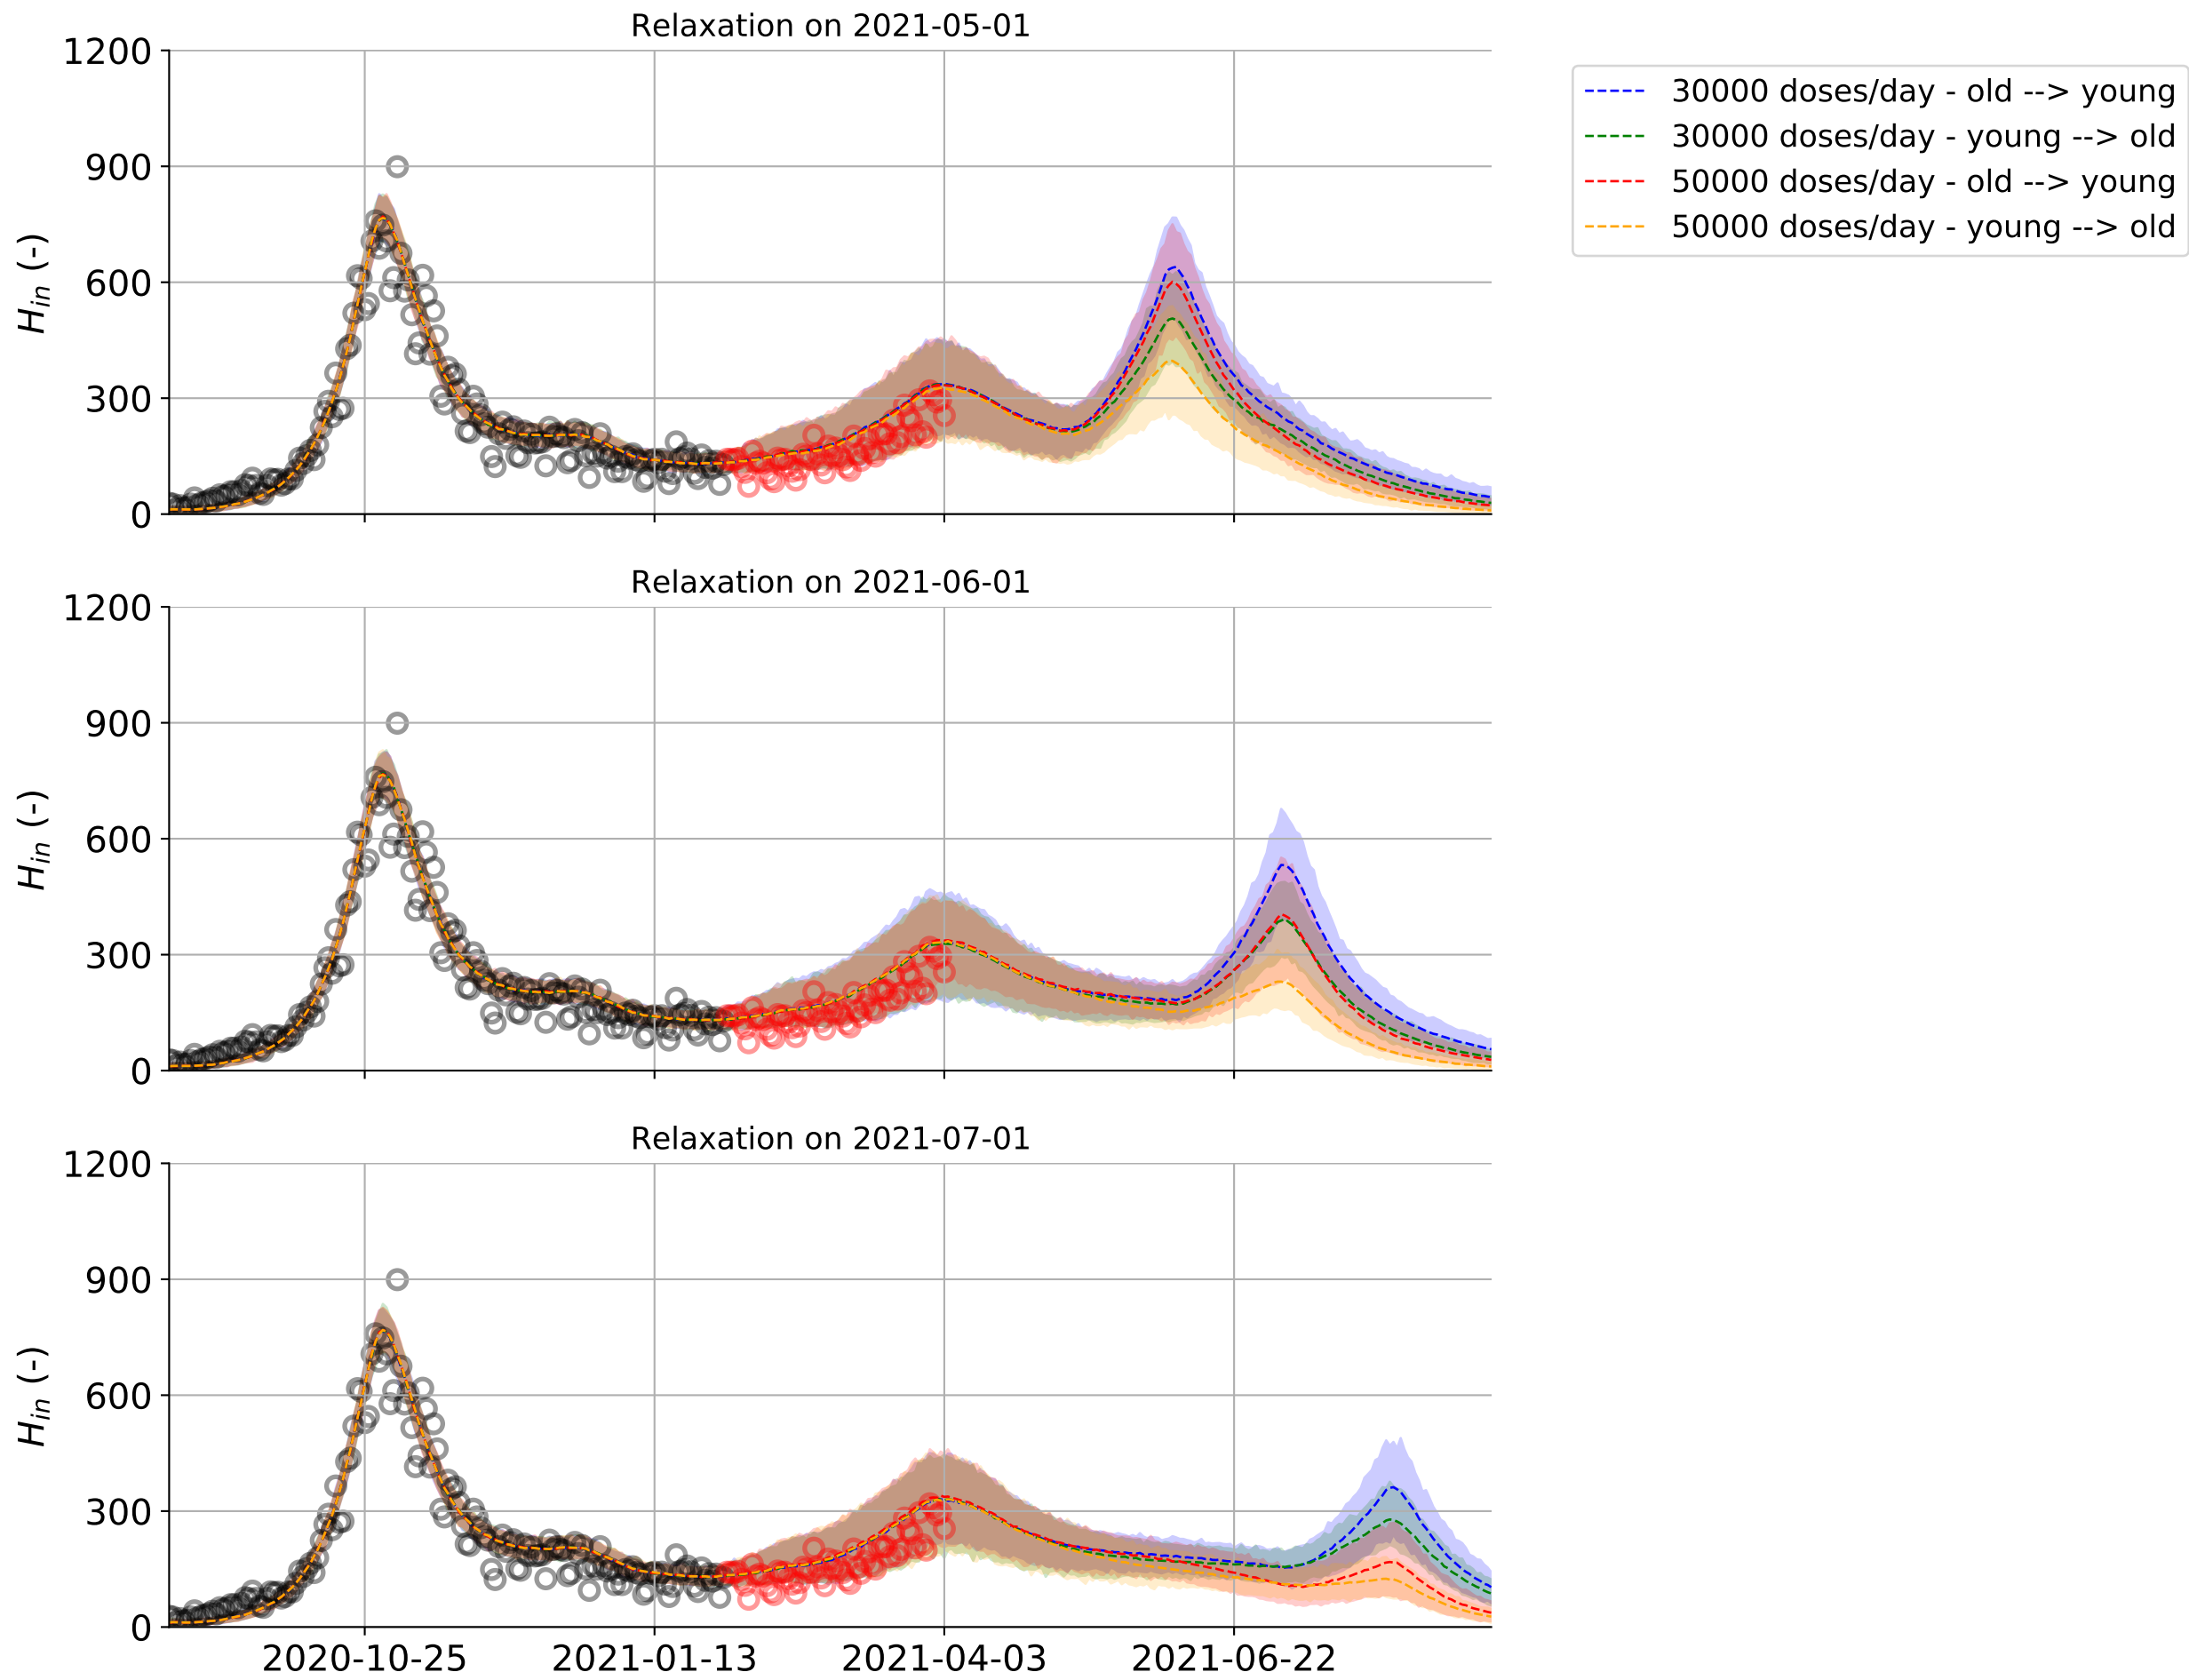 Relaxation on 2021-05-01
1200
900
600
300
0
H_in (-)
30000 doses/day - old --> young
30000 doses/day - young --> old
50000 doses/day - old --> young
50000 doses/day - young --> old
Relaxation on 2021-06-01
1200
900
600
300
0
H_in (-)
Relaxation on 2021-07-01
1200
900
600
300
0
H_in (-)
2020-10-25 2021-01-13 2021-04-03 2021-06-22